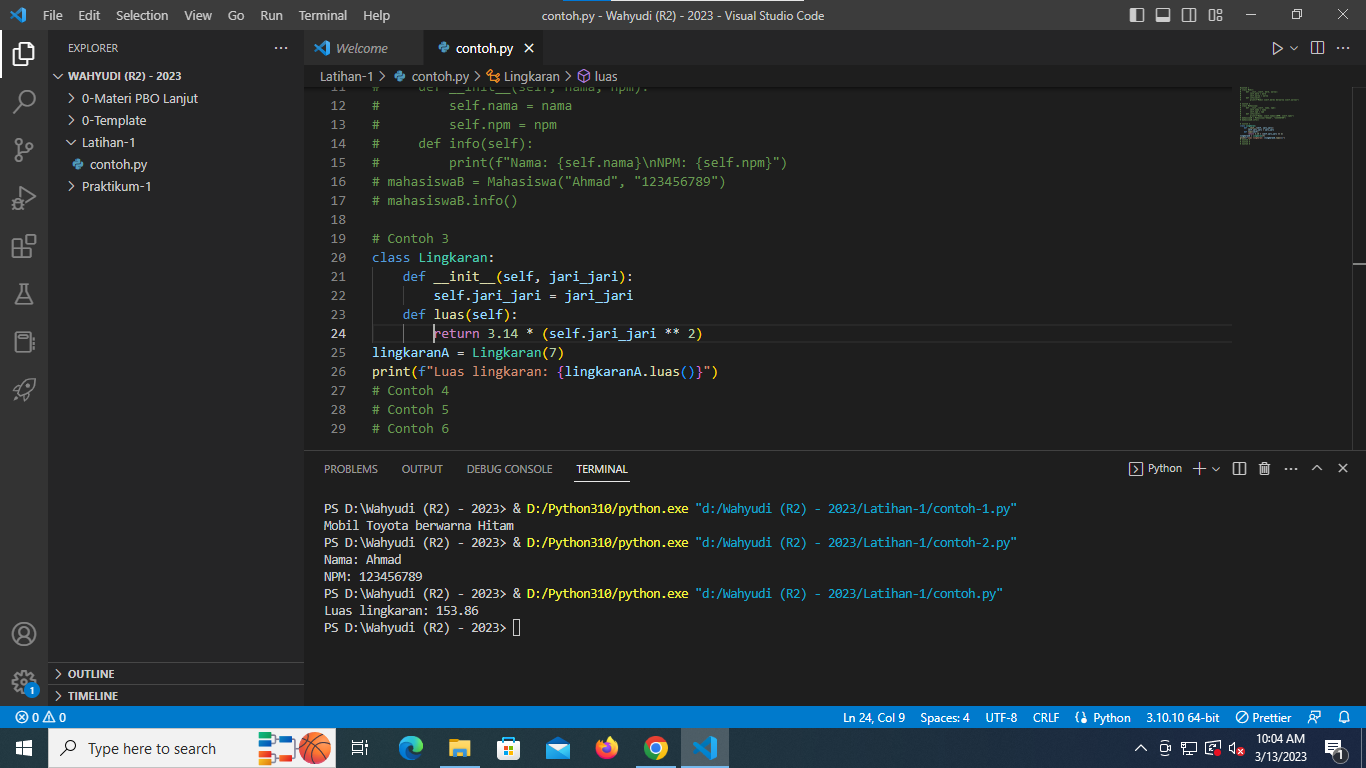 File Edit Selection View Go Run Terminal Help
contoh.py - Wahyudi (R2) - 2023 - Visual Studio Code
EXPLORER
WAHYUDI (R2) - 2023
0-Materi PBO Lanjut
0-Template
Latihan-1
contoh.py
Praktikum-1
OUTLINE
TIMELINE
Welcome
contoh.py
Latihan-1 > contoh.py > Lingkaran > luas
11 #     def __init__(self, nama, npm):
12 #         self.nama = nama
13 #         self.npm = npm
14 #     def info(self):
15 #         print(f"Nama: {self.nama}\nNPM: {self.npm}")
16 # mahasiswaB = Mahasiswa("Ahmad", "123456789")
17 # mahasiswaB.info()
18
19 # Contoh 3
20 class Lingkaran:
21     def __init__(self, jari_jari):
22         self.jari_jari = jari_jari
23     def luas(self):
24         return 3.14 * (self.jari_jari ** 2)
25 lingkaranA = Lingkaran(7)
26 print(f"Luas lingkaran: {lingkaranA.luas()}")
27 # Contoh 4
28 # Contoh 5
29 # Contoh 6
PROBLEMS OUTPUT DEBUG CONSOLE TERMINAL
Python
PS D:\Wahyudi (R2) - 2023> & D:/Python310/python.exe "d:/Wahyudi (R2) - 2023/Latihan-1/contoh-1.py"
Mobil Toyota berwarna Hitam
PS D:\Wahyudi (R2) - 2023> & D:/Python310/python.exe "d:/Wahyudi (R2) - 2023/Latihan-1/contoh-2.py"
Nama: Ahmad
NPM: 123456789
PS D:\Wahyudi (R2) - 2023> & D:/Python310/python.exe "d:/Wahyudi (R2) - 2023/Latihan-1/contoh.py"
Luas lingkaran: 153.86
PS D:\Wahyudi (R2) - 2023>
1
0 0
Ln 24, Col 9 Spaces: 4 UTF-8 CRLF Python 3.10.10 64-bit Prettier
Type here to search
10:04 AM
3/13/2023
1